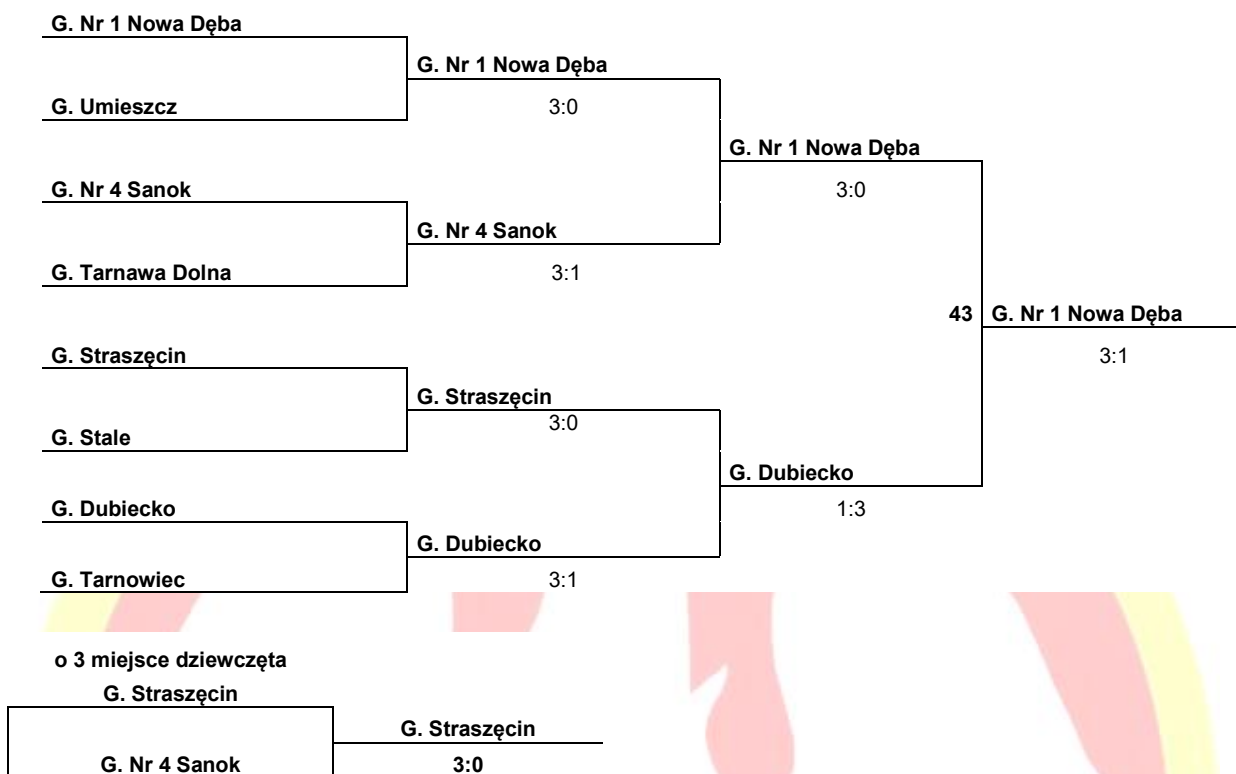 G. Nr 1 Nowa Dęba
G. Nr 1 Nowa Dęba
G. Umieszcz
3:0
G. Nr 1 Nowa Dęba
G. Nr 4 Sanok
3:0
G. Nr 4 Sanok
G. Tarnawa Dolna
3:1
43 G. Nr 1 Nowa Dęba
G. Straszęcin
3:1
G. Straszęcin
3:0
G. Stale
G. Dubiecko
G. Dubiecko
1:3
G. Dubiecko
G. Tarnowiec
3:1
o 3 miejsce dziewczęta
G. Straszęcin
G. Straszęcin
G. Nr 4 Sanok
3:0